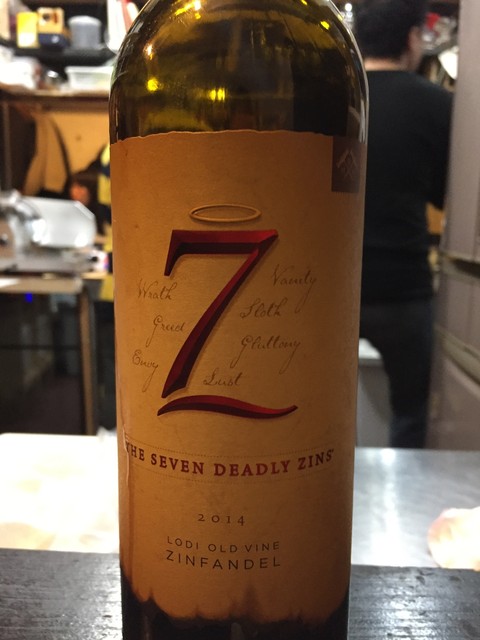 7
Wrath
Vanity
Greed
Sloth
Envy
Gluttony
Lust
THE SEVEN DEADLY ZINS
2014
LODI OLD VINE
ZINFANDEL